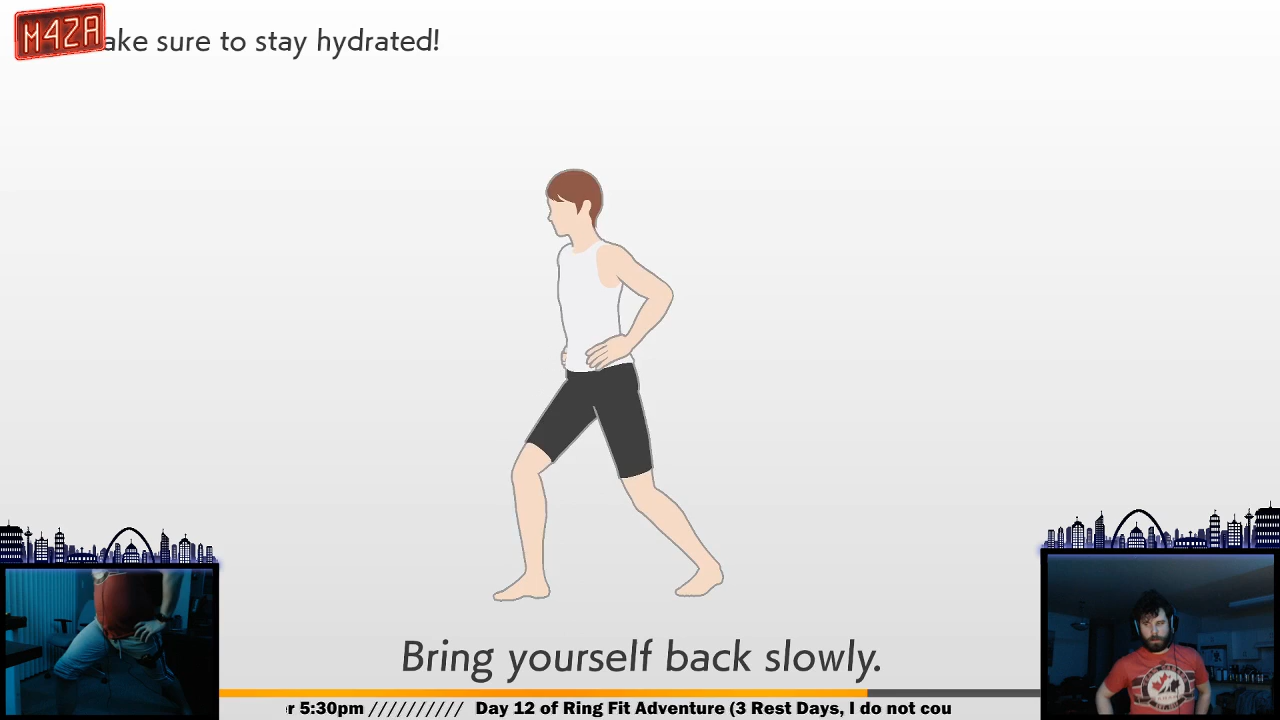 M4ZA
ake sure to stay hydrated!
Bring yourself back slowly.
r 5:30pm ////////// Day 12 of Ring Fit Adventure (3 Rest Days, I do not cou